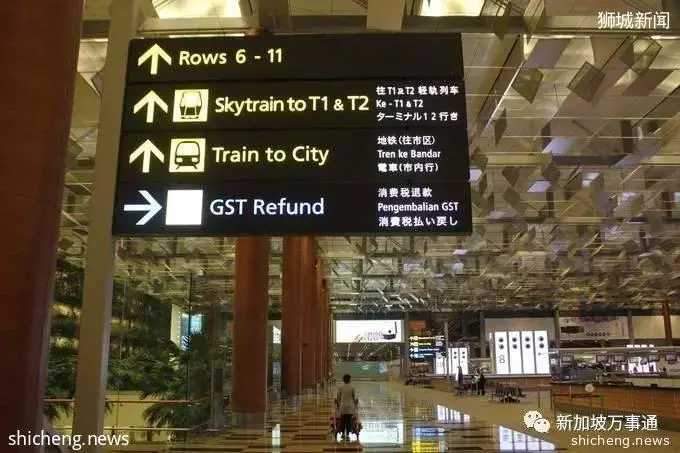 狮城新闻
Rows 6 - 11
Skytrain to T1 & T2
往 T1 及 T2 轻轨列车
Ke - T1 & T2
ターミナル 1 2 行き
Train to City
地铁(往市区)
Tren ke Bandar
電車(市内行)
GST Refund
消费税退款
Pengembalian GST
消費税払い戻し
8
新加坡万事通
shicheng.news
shicheng.news